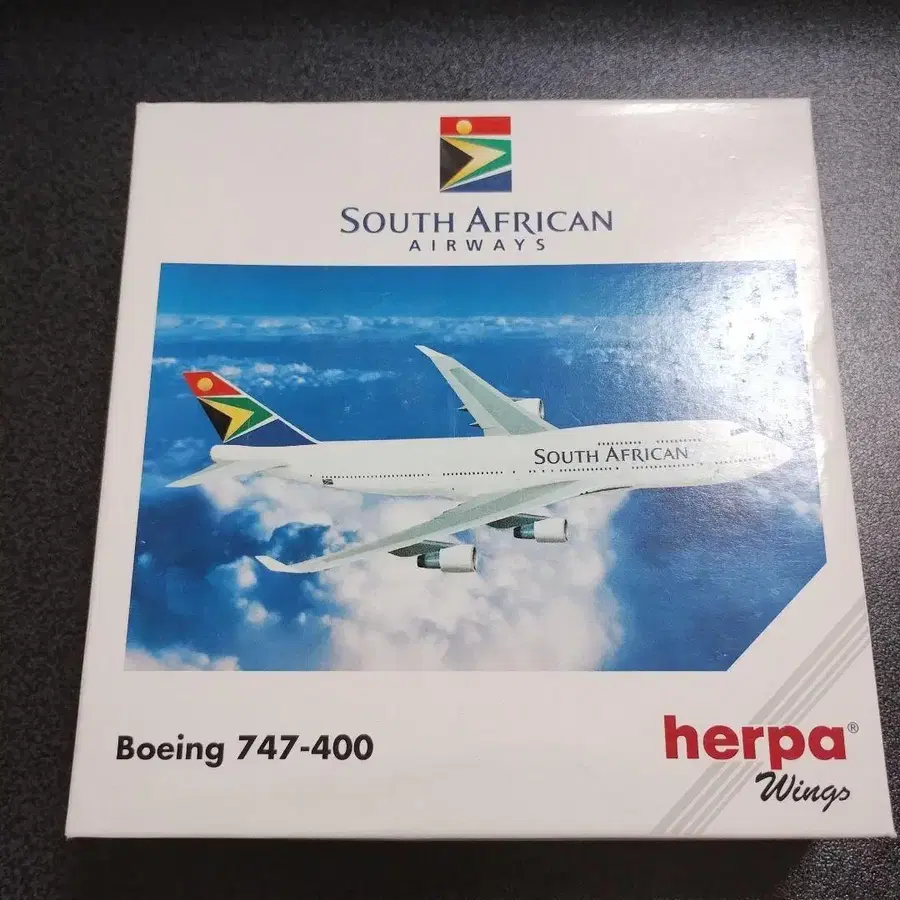 SOUTH AFRICAN
AIRWAYS
SOUTH AFRICAN
Boeing 747-400
herpa®
Wings